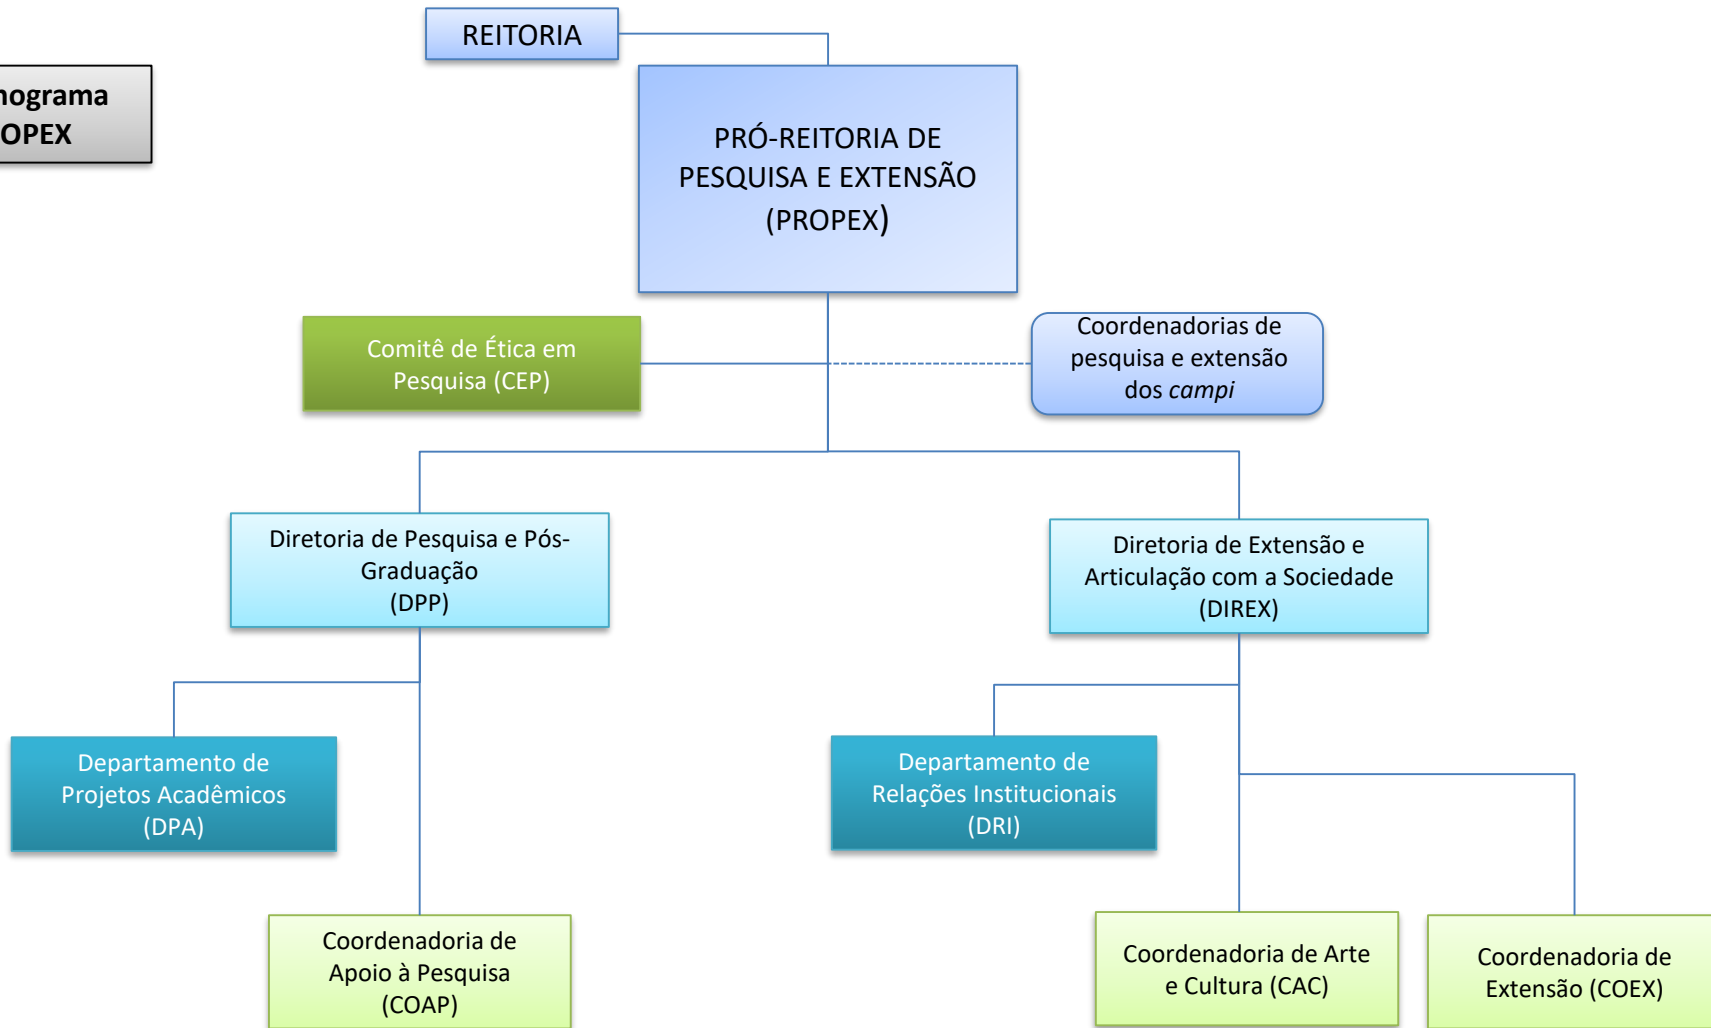 REITORIA
nograma
OPEX
PRÓ-REITORIA DE
PESQUISA E EXTENSÃO
(PROPEX)
Comitê de Ética em
Pesquisa (CEP)
Coordenadorias de
pesquisa e extensão
dos campi
Diretoria de Pesquisa e Pós-
Graduação
(DPP)
Diretoria de Extensão e
Articulação com a Sociedade
(DIREX)
Departamento de
Projetos Acadêmicos
(DPA)
Departamento de
Relações Institucionais
(DRI)
Coordenadoria de
Apoio à Pesquisa
(COAP)
Coordenadoria de Arte
e Cultura (CAC)
Coordenadoria de
Extensão (COEX)